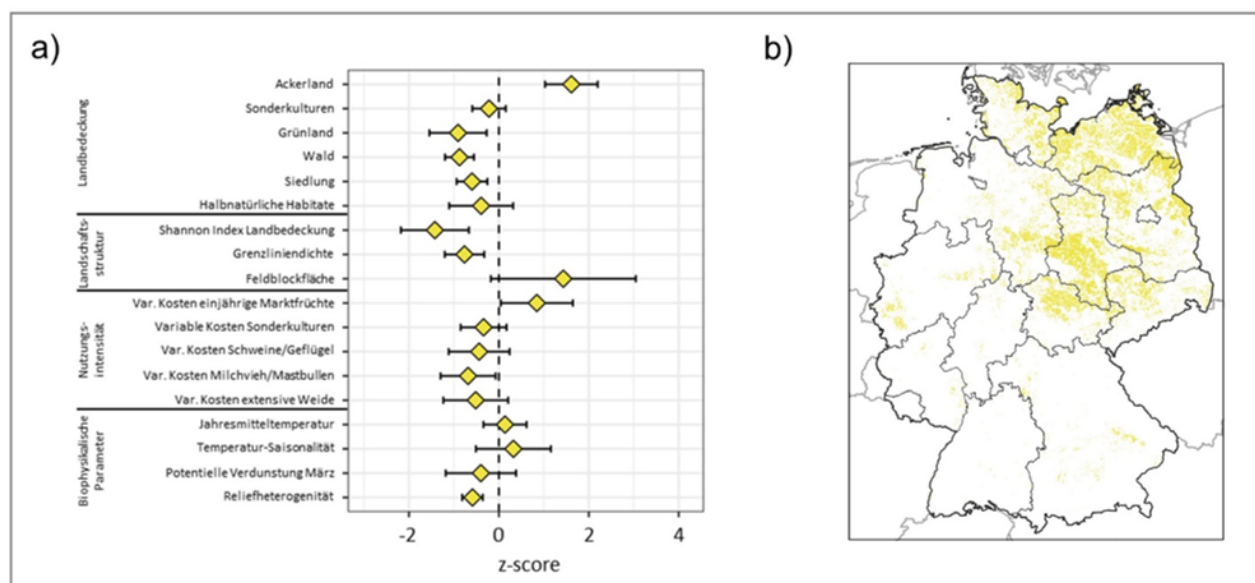 a)
b)
Landbedeckung
Ackerland
Sonderkulturen
Grünland
Wald
Siedlung
Halbnatürliche Habitate
Landschafts-
struktur
Shannon Index Landbedeckung
Grenzliniendichte
Feldblockfläche
Nutzungs-
intensität
Var. Kosten einjährige Marktfrüchte
Variable Kosten Sonderkulturen
Var. Kosten Schweine/Geflügel
Var. Kosten Milchvieh/Mastbullen
Var. Kosten extensive Weide
Biophysikalische
Parameter
Jahresmitteltemperatur
Temperatur-Saisonalität
Potentielle Verdunstung März
Reliefheterogenität
-2 0 2 4
z-score